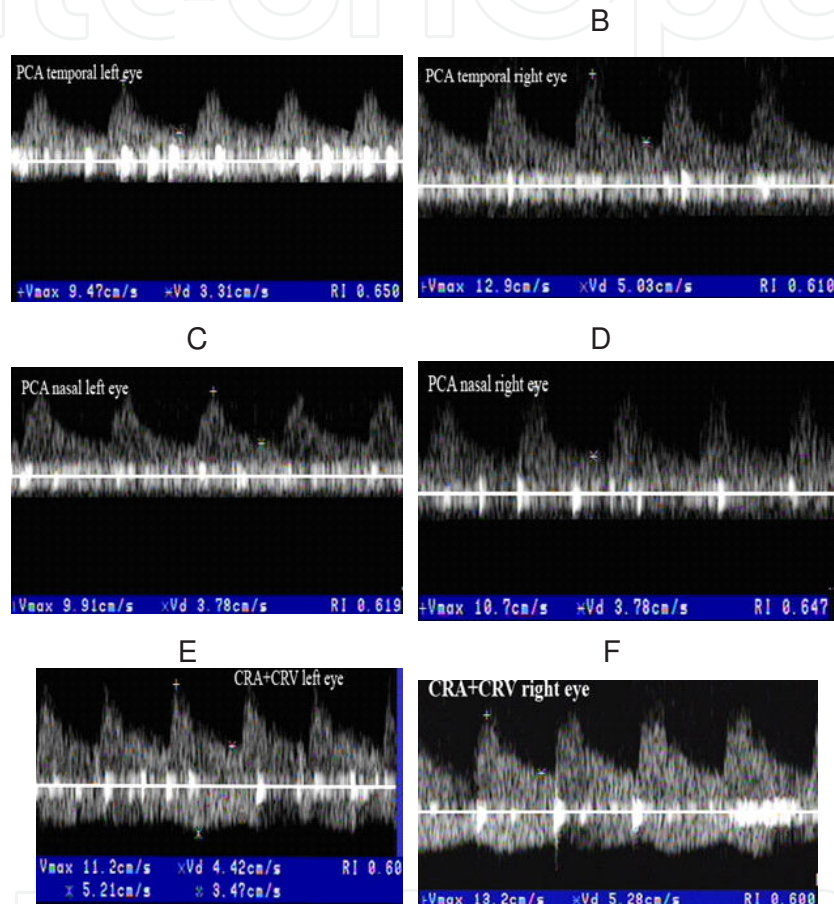 B
PCA temporal left eye
+Vmax 9.47cm/s ×Vd 3.31cm/s RI 0.650
PCA temporal right eye
+Vmax 12.9cm/s ×Vd 5.03cm/s RI 0.610
C
D
PCA nasal left eye
Vmax 9.91cm/s ×Vd 3.78cm/s RI 0.619
PCA nasal right eye
+Vmax 10.7cm/s ×Vd 3.78cm/s RI 0.647
E
F
CRA+CRV left eye
Vmax 11.2cm/s ×Vd 4.42cm/s RI 0.60
5.21cm/s 3.47cm/s
CRA+CRV right eye
+Vmax 13.2cm/s ×Vd 5.28cm/s RI 0.600